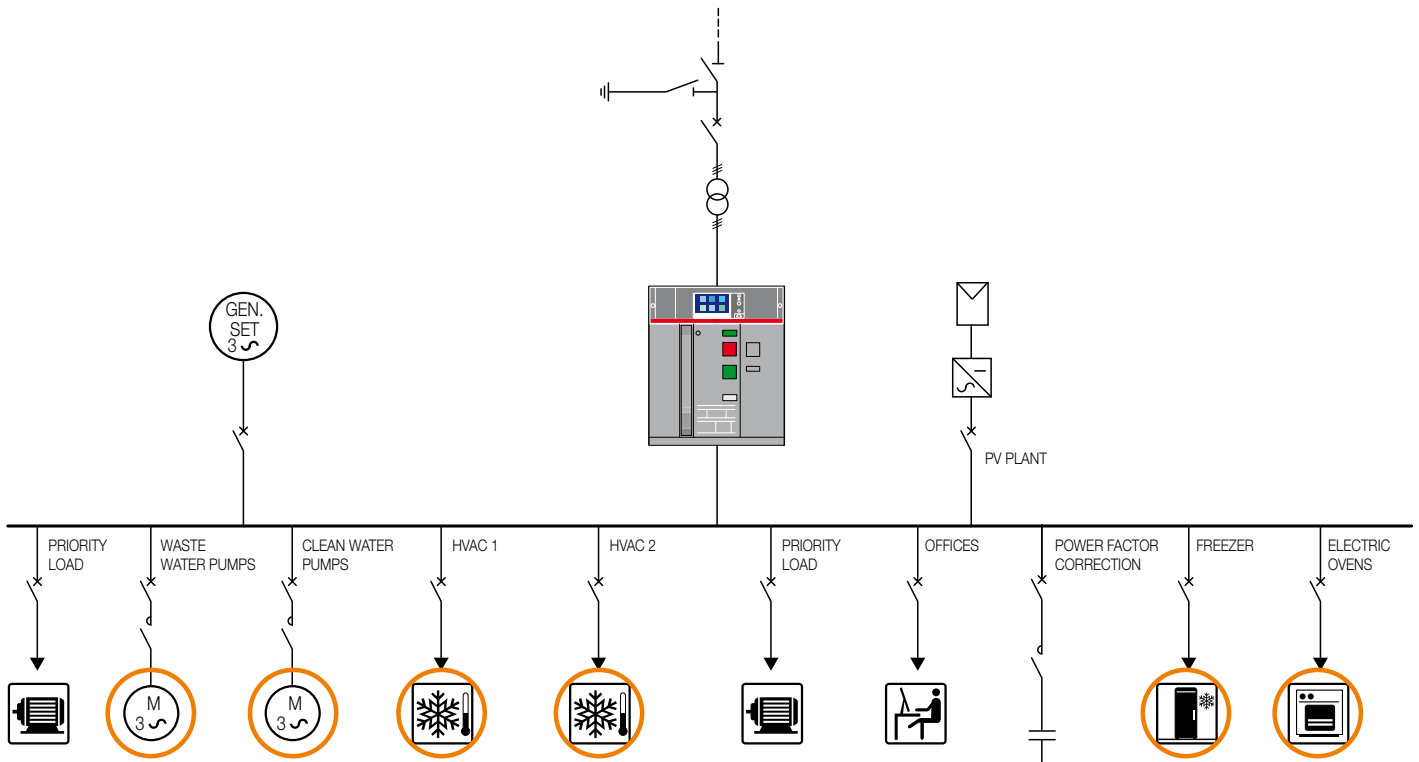 GEN.
SET
3
PV PLANT
PRIORITY
LOAD
WASTE
WATER PUMPS
CLEAN WATER
PUMPS
HVAC 1
HVAC 2
PRIORITY
LOAD
OFFICES
POWER FACTOR
CORRECTION
FREEZER
ELECTRIC
OVENS
M
3
M
3